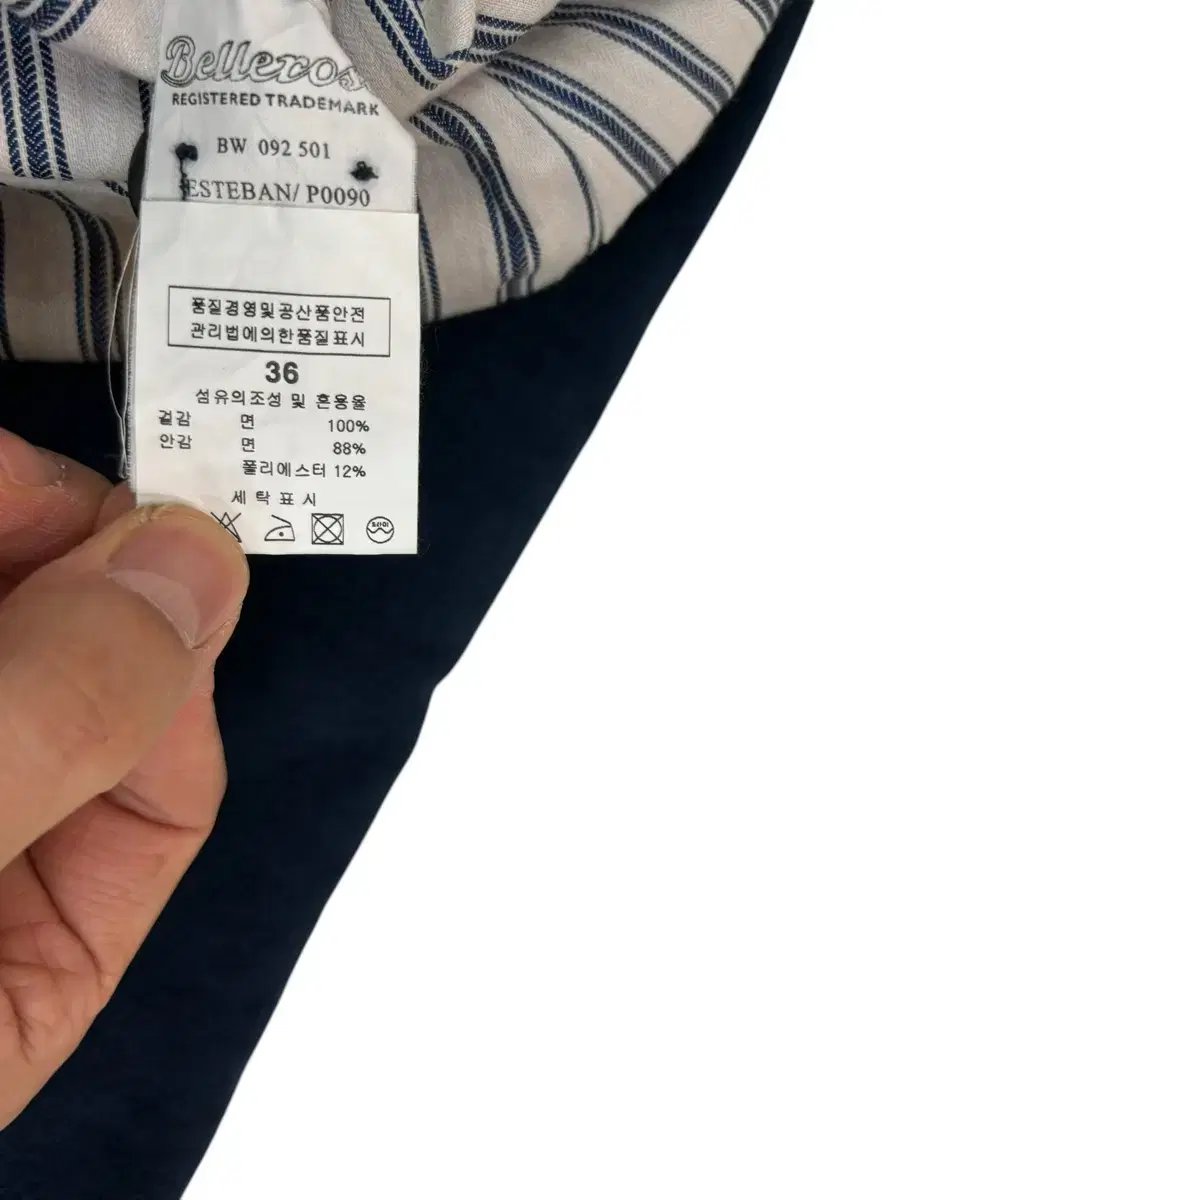 Bellerose
REGISTERED TRADEMARK
BW 092 501
ESTEBAN/ P0090
품질경영및공산품안전
관리법에의한품질표시
36
섬유의조성 및 혼용율
겉감 면 100%
안감 면 88%
폴리에스터 12%
세탁표시